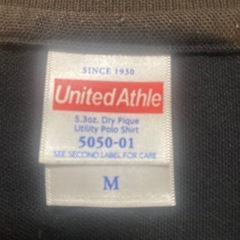 SINCE 1930
United Athle
5.3oz. Dry Pique
Utility Polo Shirt
5050-01
SEE SECOND LABEL FOR CARE
M